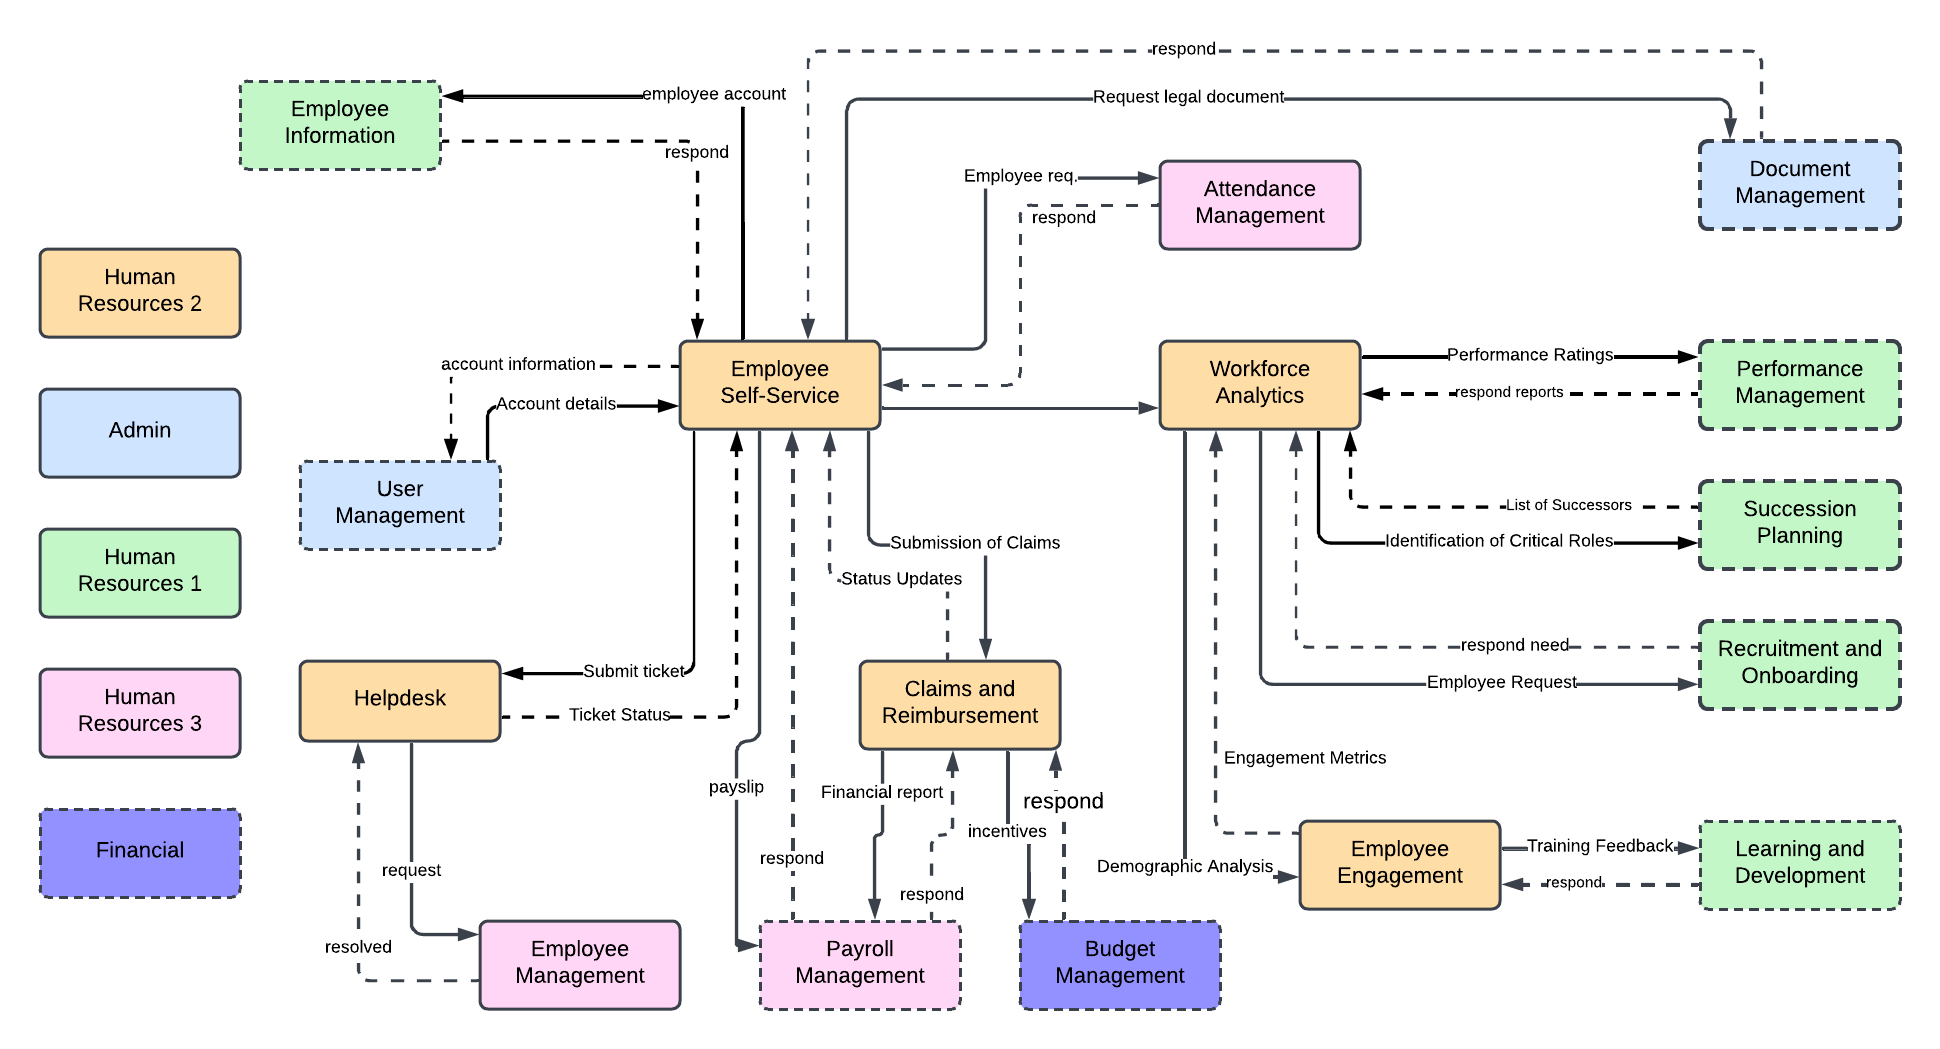 respond
employee account
Request legal document
Employee
Information
respond
Employee req.
Attendance
Management
respond
Document
Management
Human
Resources 2
Admin
Human
Resources 1
Human
Resources 3
Financial
account information
Account details
Employee
Self-Service
User
Management
Workforce
Analytics
Performance Ratings
respond reports
Performance
Management
List of Successors
Identification of Critical Roles
Succession
Planning
Submission of Claims
Status Updates
respond need
Employee Request
Recruitment and
Onboarding
Helpdesk
Submit ticket
Ticket Status
Claims and
Reimbursement
payslip
Financial report
respond
incentives
Engagement Metrics
respond
request
respond
Demographic Analysis
Employee
Engagement
Training Feedback
respond
Learning and
Development
resolved
Employee
Management
Payroll
Management
Budget
Management